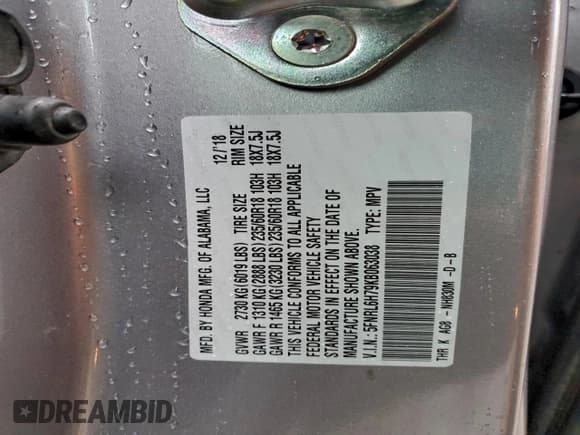 MFD. BY HONDA MFG. OF ALABAMA, LLC 12/'18
GVWR 2730 KG(6019 LBS) TIRE SIZE RIM SIZE
GAWR F 1310 KG(2888 LBS)235/60R18 103H 18X7.5J
GAWR R 1465 KG(3230 LBS)235/60R18 103H 18X7.5J
THIS VEHICLE CONFORMS TO ALL APPLICABLE
FEDERAL MOTOR VEHICLE SAFETY
STANDARDS IN EFFECT ON THE DATE OF
MANUFACTURE SHOWN ABOVE.
V.I.N.: 5FNRL6H79KB063038 TYPE: MPV
THR K AG8 - NH830M -D-B
DREAMBID